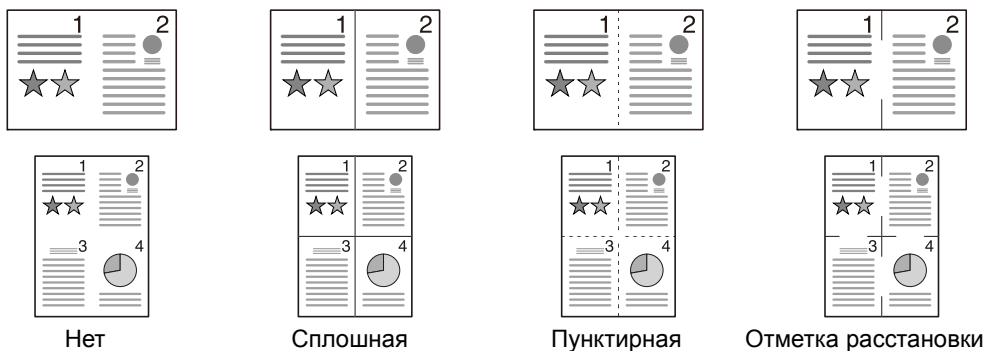 1 2 1 2 1 2 1 2
1 2 1 2 1 2 1 2
3 4 3 4 3 4 3 4
Нет Сплошная Пунктирная Отметка расстановки